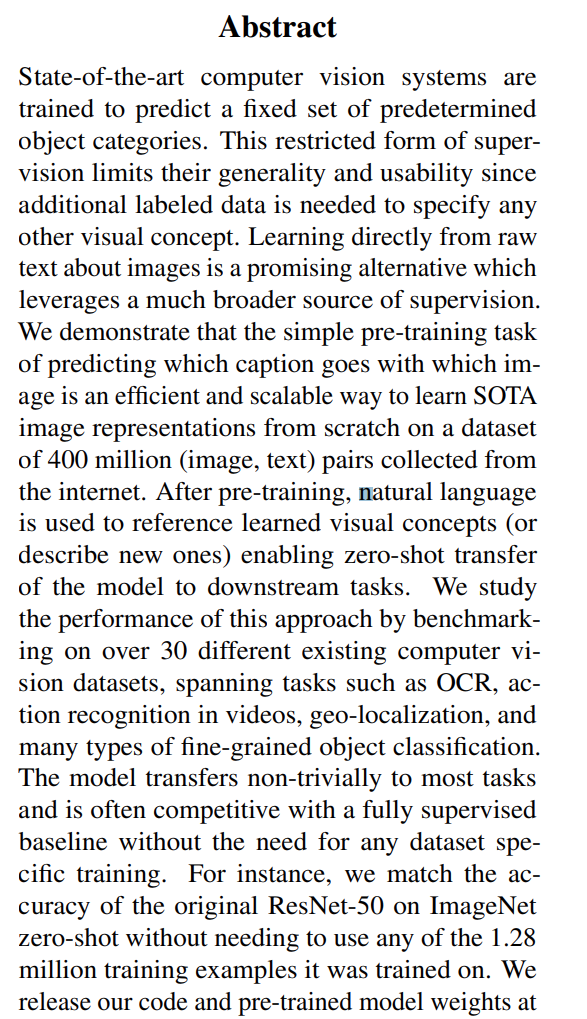 Abstract
State-of-the-art computer vision systems are
trained to predict a fixed set of predetermined
object categories. This restricted form of super-
vision limits their generality and usability since
additional labeled data is needed to specify any
other visual concept. Learning directly from raw
text about images is a promising alternative which
leverages a much broader source of supervision.
We demonstrate that the simple pre-training task
of predicting which caption goes with which im-
age is an efficient and scalable way to learn SOTA
image representations from scratch on a dataset
of 400 million (image, text) pairs collected from
the internet. After pre-training, natural language
is used to reference learned visual concepts (or
describe new ones) enabling zero-shot transfer
of the model to downstream tasks. We study
the performance of this approach by benchmark-
ing on over 30 different existing computer vi-
sion datasets, spanning tasks such as OCR, ac-
tion recognition in videos, geo-localization, and
many types of fine-grained object classification.
The model transfers non-trivially to most tasks
and is often competitive with a fully supervised
baseline without the need for any dataset spe-
cific training. For instance, we match the ac-
curacy of the original ResNet-50 on ImageNet
zero-shot without needing to use any of the 1.28
million training examples it was trained on. We
release our code and pre-trained model weights at